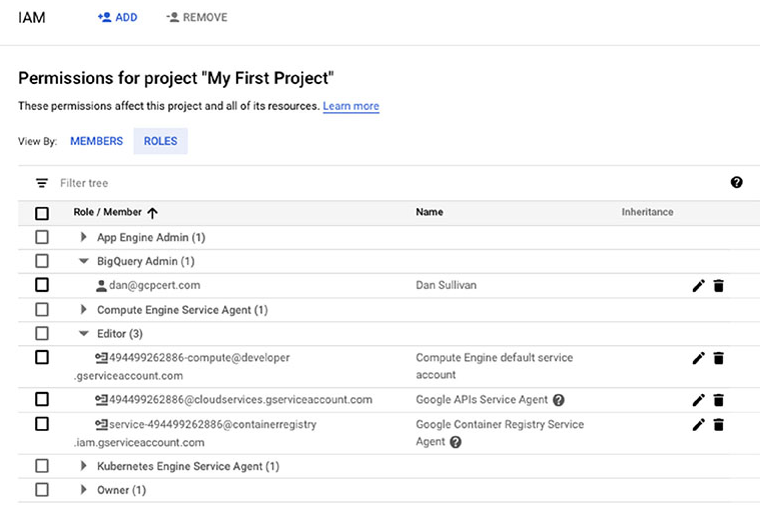 IAM ADD REMOVE
Permissions for project "My First Project"
These permissions affect this project and all of its resources. Learn more
View By: MEMBERS ROLES
Filter tree
Role / Member Name Inheritance
App Engine Admin (1)
BigQuery Admin (1)
dan@gcpcert.com Dan Sullivan
Compute Engine Service Agent (1)
Editor (3)
494499262886-compute@developer Compute Engine default service
.gserviceaccount.com account
494499262886@cloudservices.gserviceaccount.com Google APIs Service Agent
service-494499262886@containerregistry Google Container Registry Service
.iam.gserviceaccount.com Agent
Kubernetes Engine Service Agent (1)
Owner (1)